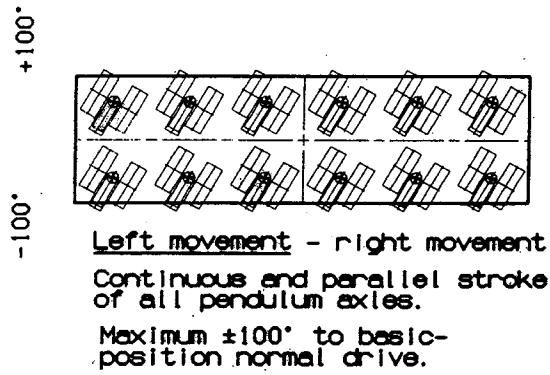 +100°
-100°
Left movement - right movement
Continuous and parallel stroke
of all pendulum axles.
Maximum ±100° to basic-
position normal drive.